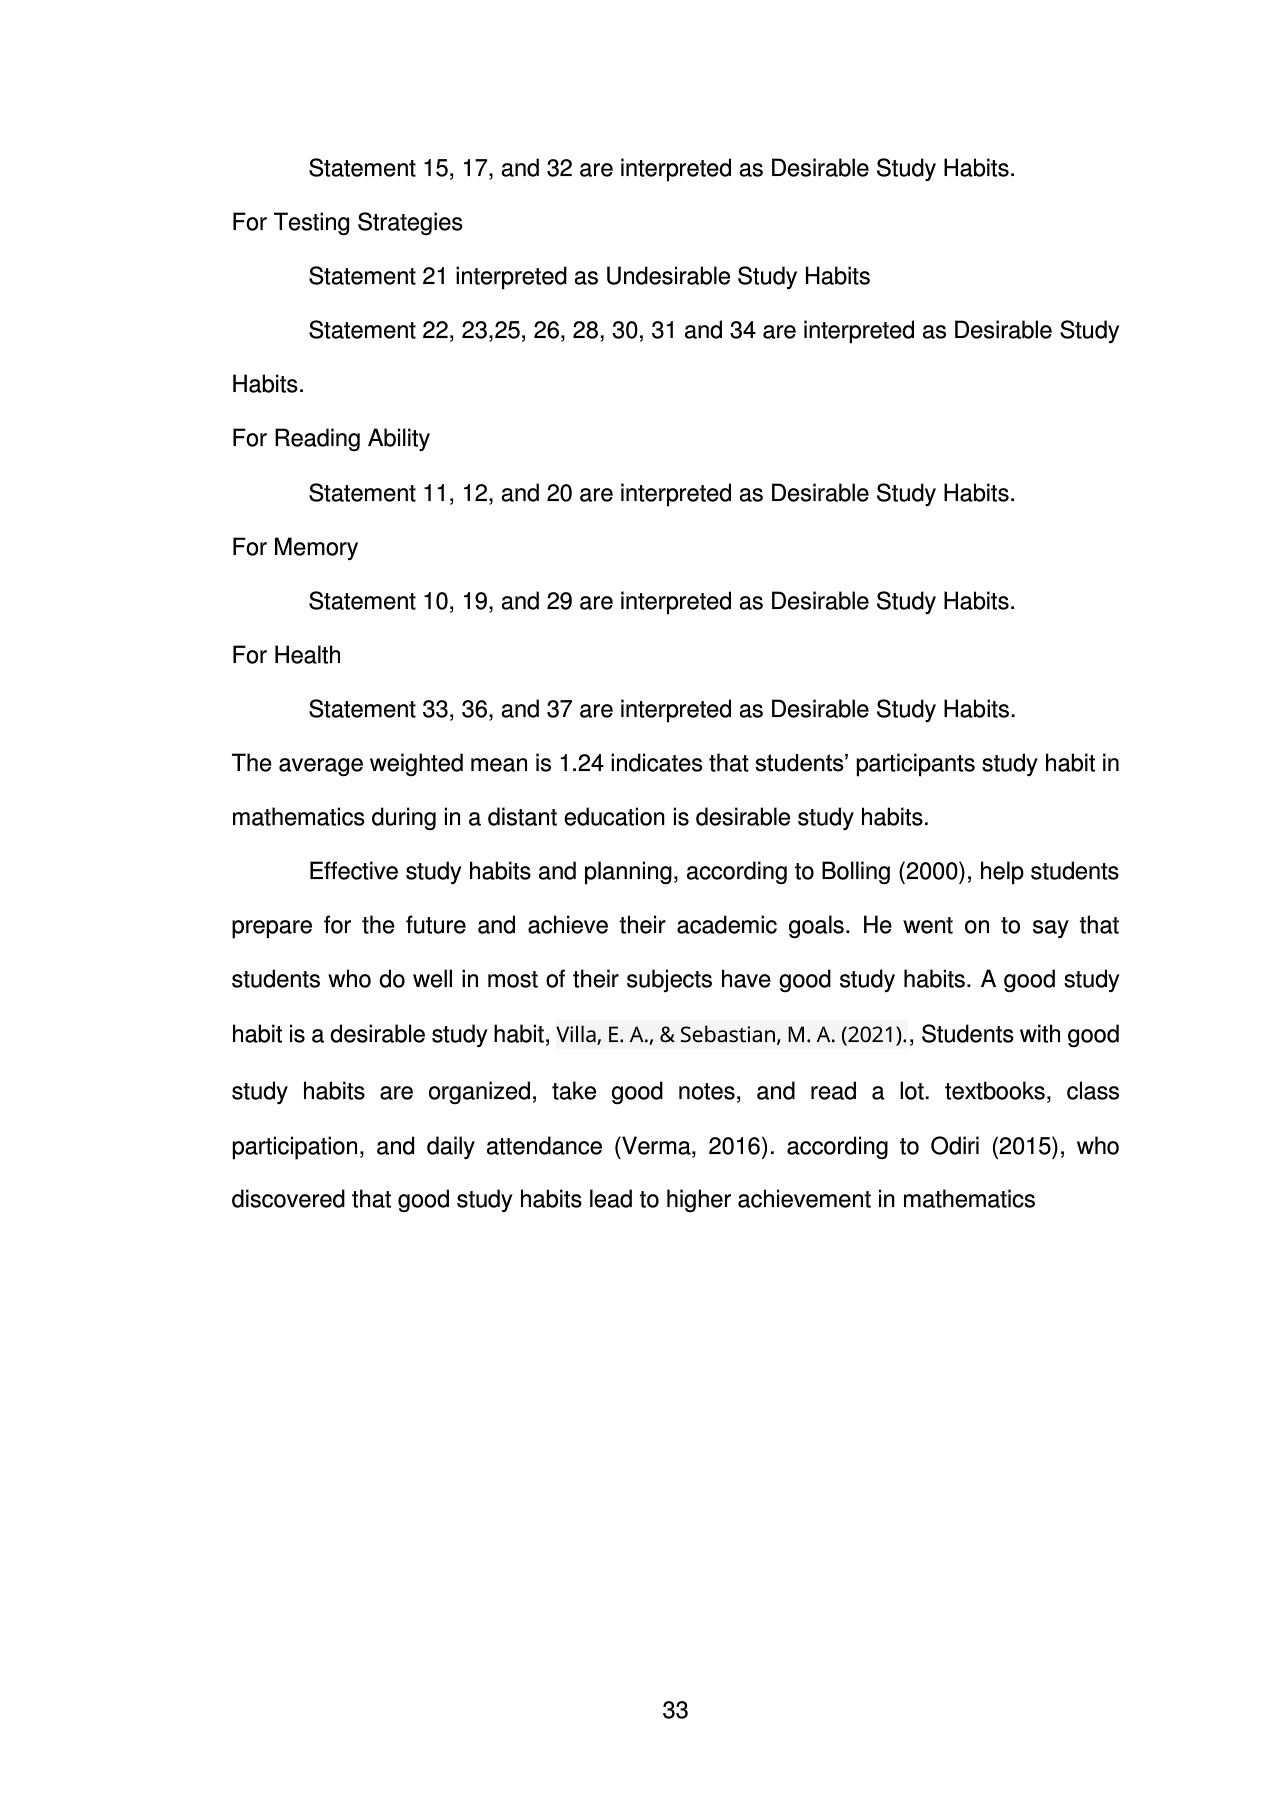 Statement 15, 17, and 32 are interpreted as Desirable Study Habits.
For Testing Strategies
Statement 21 interpreted as Undesirable Study Habits
Statement 22, 23,25, 26, 28, 30, 31 and 34 are interpreted as Desirable Study
Habits.
For Reading Ability
Statement 11, 12, and 20 are interpreted as Desirable Study Habits.
For Memory
Statement 10, 19, and 29 are interpreted as Desirable Study Habits.
For Health
Statement 33, 36, and 37 are interpreted as Desirable Study Habits.
The average weighted mean is 1.24 indicates that students’ participants study habit in
mathematics during in a distant education is desirable study habits.
Effective study habits and planning, according to Bolling (2000), help students
prepare for the future and achieve their academic goals. He went on to say that
students who do well in most of their subjects have good study habits. A good study
habit is a desirable study habit, Villa, E. A., & Sebastian, M. A. (2021)., Students with good
study habits are organized, take good notes, and read a lot. textbooks, class
participation, and daily attendance (Verma, 2016). according to Odiri (2015), who
discovered that good study habits lead to higher achievement in mathematics
33